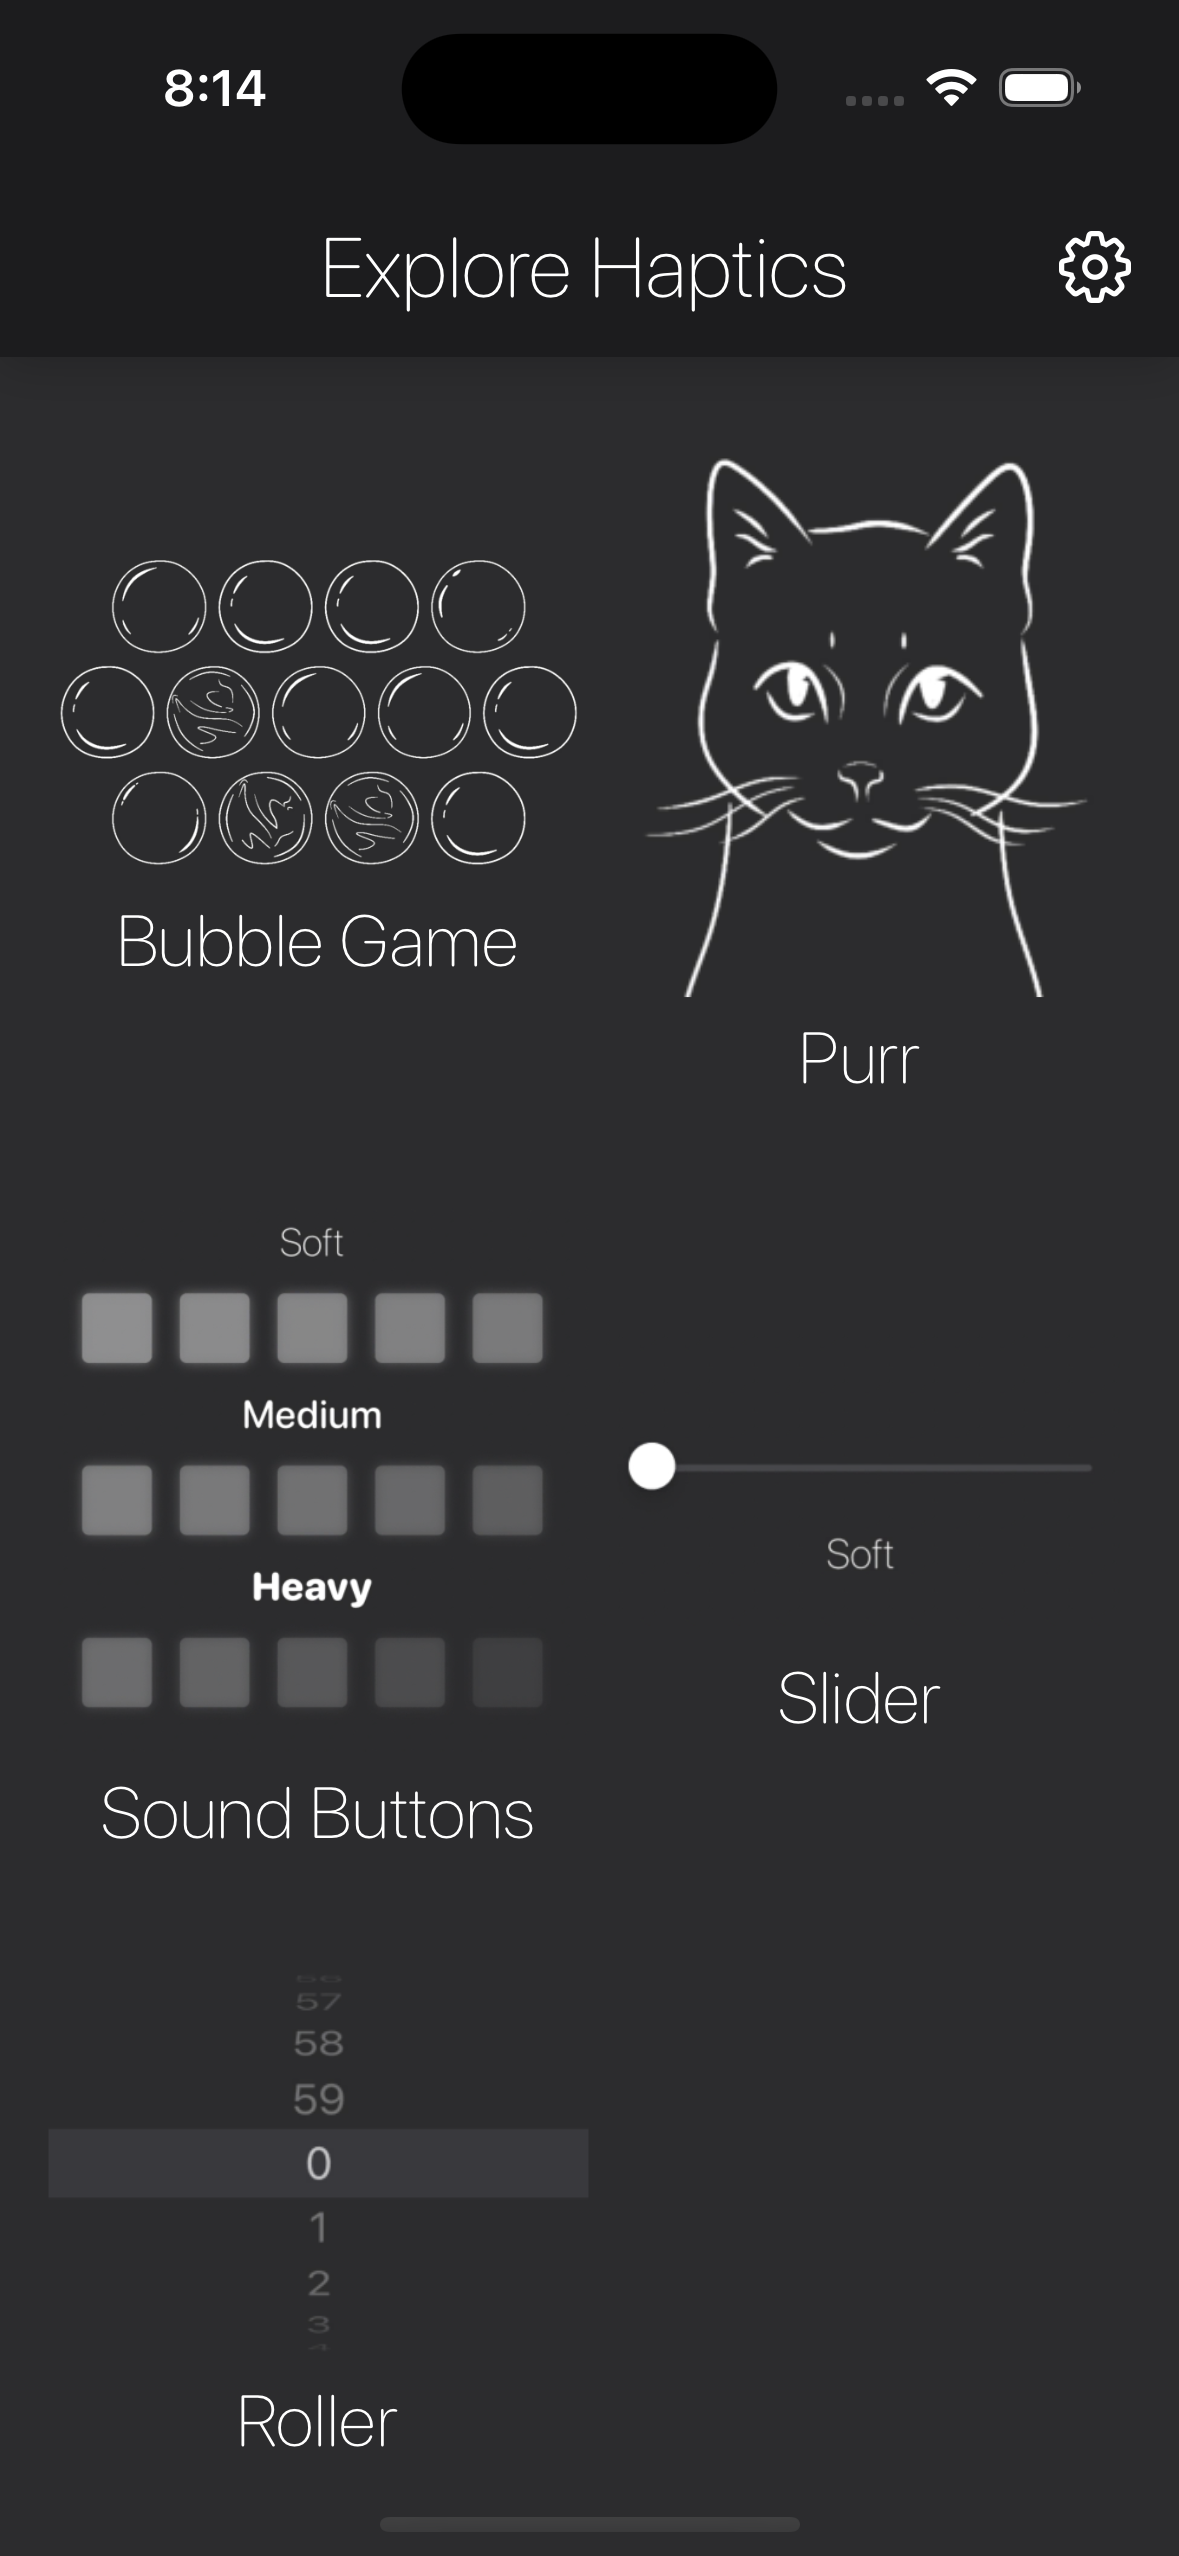 8:14
Explore Haptics
Bubble Game
Purr
Soft
Medium
Heavy
Sound Buttons
Soft
Slider
57
58
59
0
1
2
3
4
Roller